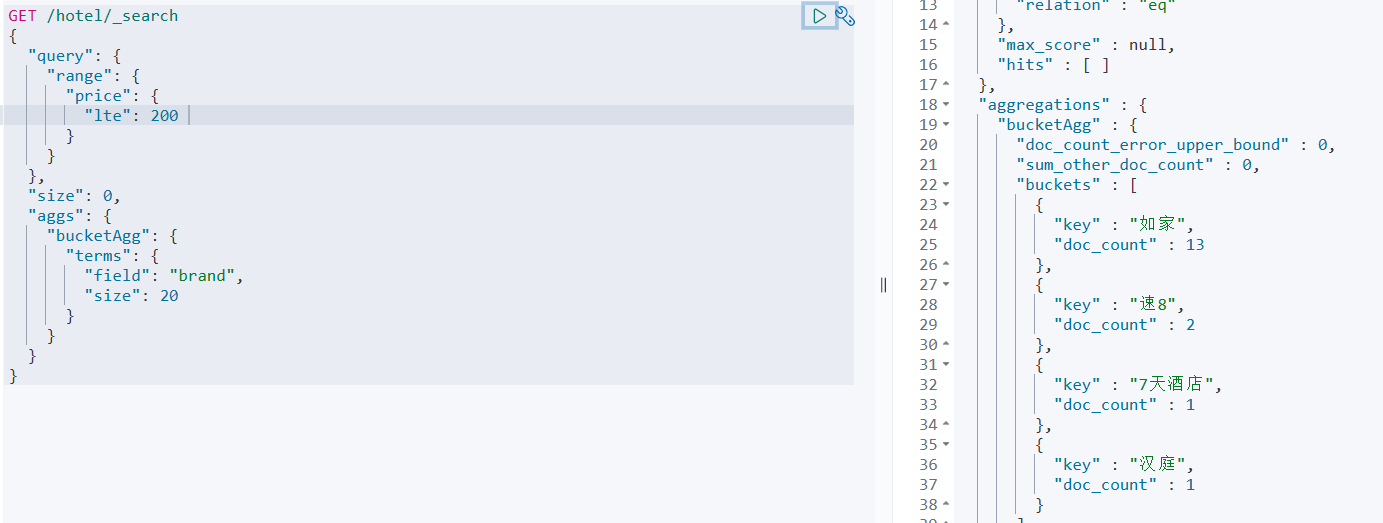 GET /hotel/_search
{
  "query": {
    "range": {
      "price": {
        "lte": 200
      }
    }
  },
  "size": 0,
  "aggs": {
    "bucketAgg": {
      "terms": {
        "field": "brand",
        "size": 20
      }
    }
  }
}
13 "relation" : "eq"
14 },
15 "max_score" : null,
16 "hits" : [ ]
17 },
18 "aggregations" : {
19 "bucketAgg" : {
20 "doc_count_error_upper_bound" : 0,
21 "sum_other_doc_count" : 0,
22 "buckets" : [
23 {
24 "key" : "如家",
25 "doc_count" : 13
26 },
27 {
28 "key" : "速8",
29 "doc_count" : 2
30 },
31 {
32 "key" : "7天酒店",
33 "doc_count" : 1
34 },
35 {
36 "key" : "汉庭",
37 "doc_count" : 1
38 }
39 ]